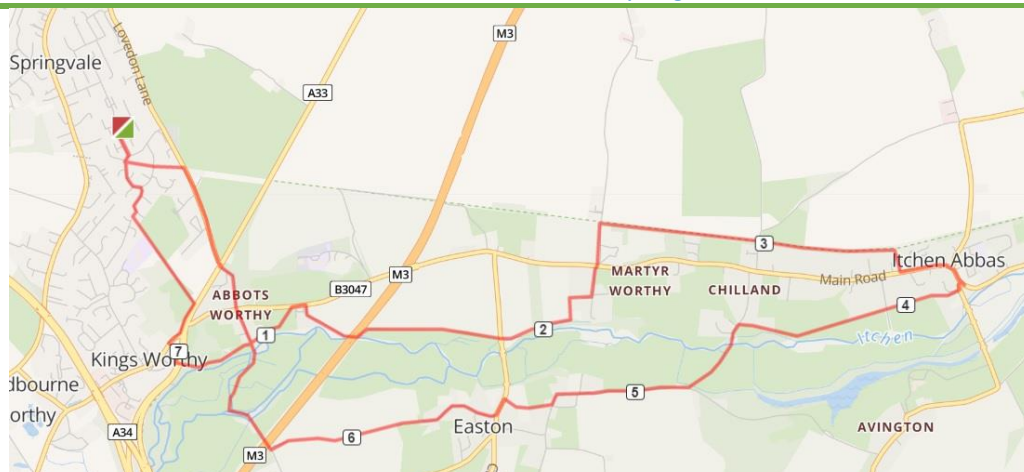 Springvale
Lovedon Lane
A33
M3
3
Itchen Abbas
MARTYR
WORTHY
M3
CHILLAND
Main Road
B3047
ABBOTS
WORTHY
4
1
2
Itchen
7
Kings Worthy
dbourne
5
orthy
Easton
AVINGTON
A34
6
M3